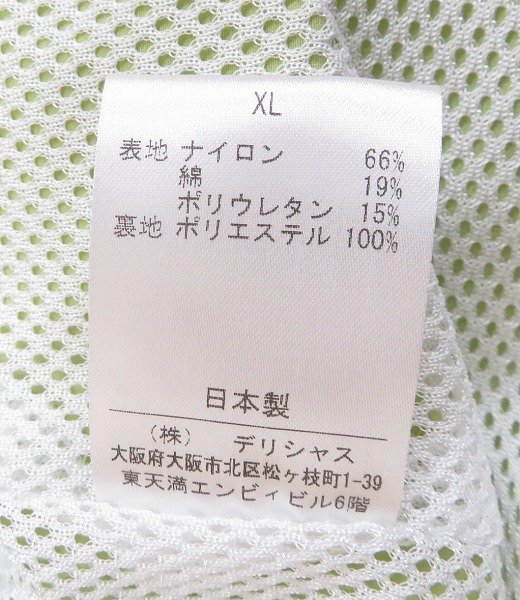 XL
表地 ナイロン 66%
綿 19%
ポリウレタン 15%
裏地 ポリエステル 100%
日本製
(株) デリシャス
大阪府大阪市北区松ヶ枝町1-39
東天満エンビィビル6階